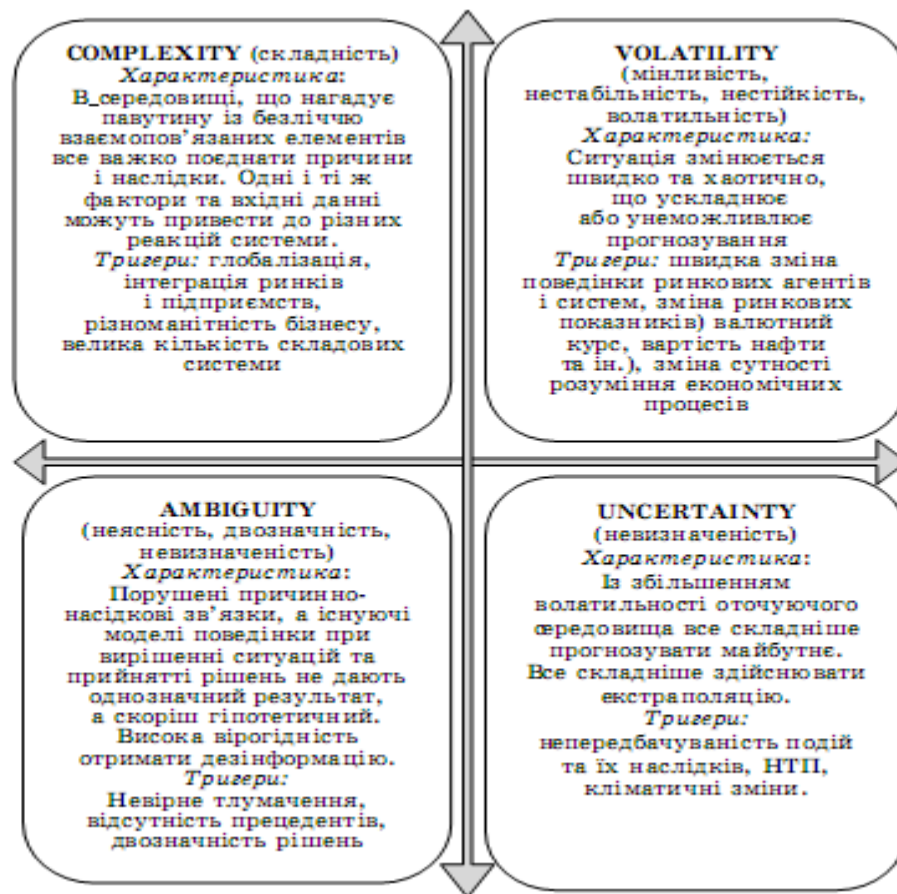 COMPLEXITY (складність)
Характеристика:
В_середовищі, що нагадує
павутину із безліччю
взаємопов’язаних елементів
все важко поєднати причини
і наслідки. Одні і ті ж
фактори та вхідні данні
можуть привести до різних
реакцій системи.
Тригери: глобалізація,
інтеграція ринків
і підприємств,
різноманітність бізнесу,
велика кількість складових
системи
VOLATILITY
(мінливість,
нестабільність, нестійкість,
волатильність)
Характеристика:
Ситуація змінюється
швидко та хаотично,
що ускладнює
або унеможливлює
прогнозування
Тригери: швидка зміна
поведінки ринкових агентів
і систем, зміна ринкових
показників) валютний
курс, вартість нафти
та ін.), зміна сутності
розуміння економічних
процесів
AMBIGUITY
(неясність, двозначність,
невизначеність)
Характеристика:
Порушені причинно-
насідкові зв’язки, а існуючі
моделі поведінки при
вирішенні ситуацій та
прийнятті рішень не дають
однозначний результат,
а скоріш гіпотетичний.
Висока вірогідність
отримати дезінформацію.
Тригери:
Невірне тлумачення,
відсутність прецедентів,
двозначність рішень
UNCERTAINTY
(невизначеність)
Характеристика:
Із збільшенням
волатильності оточуючого
середовища все складніше
прогнозувати майбутнє.
Все складніше здійснювати
екстраполяцію.
Тригери:
непередбачуваність подій
та їх наслідків, НТП,
кліматичні зміни.